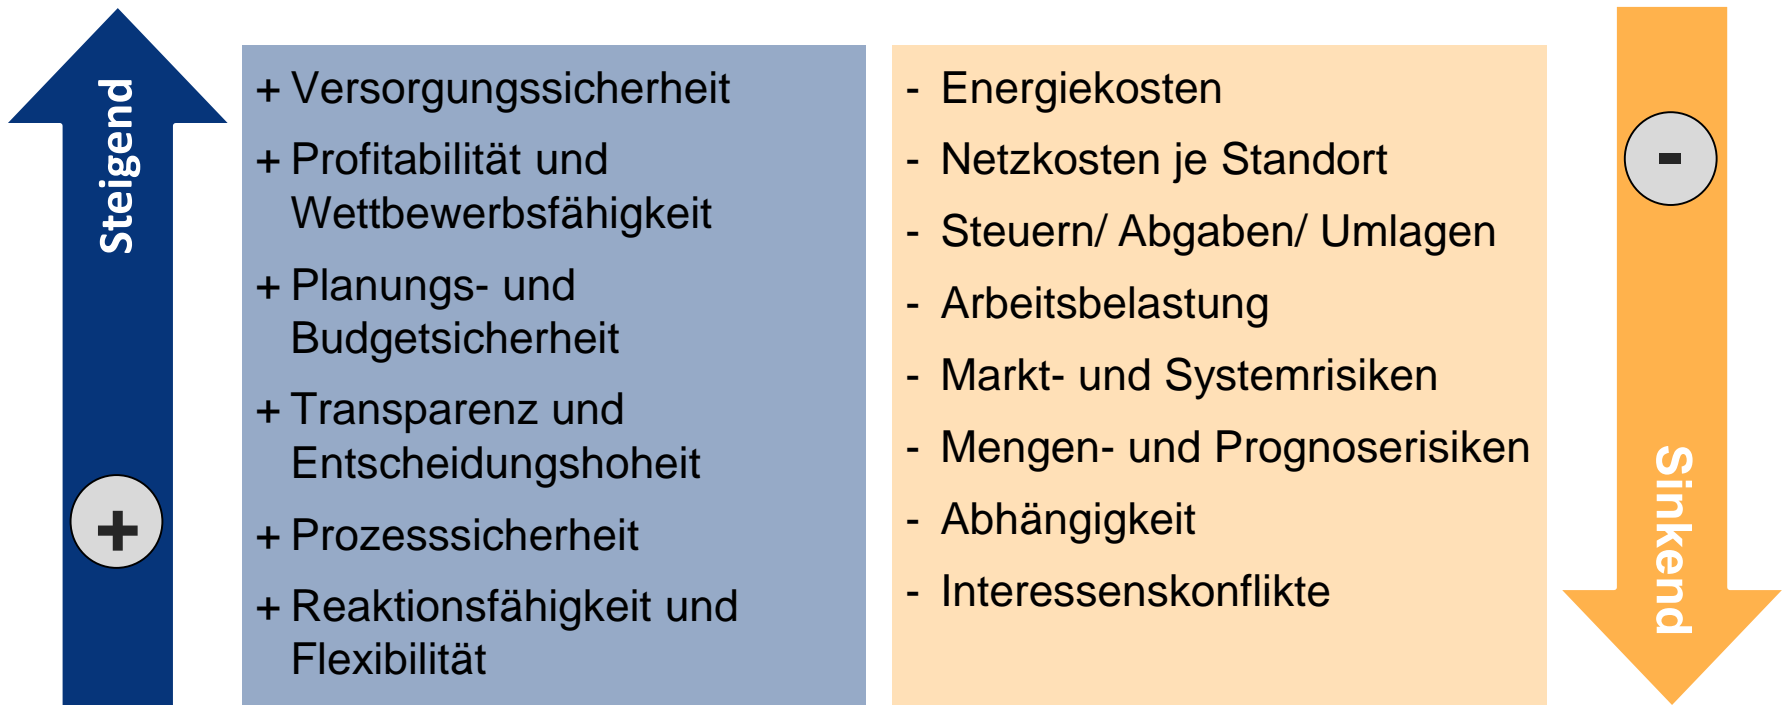 Steigend
+
+ Versorgungssicherheit
+ Profitabilität und
Wettbewerbsfähigkeit
+ Planungs- und
Budgetsicherheit
+ Transparenz und
Entscheidungshoheit
+ Prozesssicherheit
+ Reaktionsfähigkeit und
Flexibilität
- Energiekosten
- Netzkosten je Standort
- Steuern/ Abgaben/ Umlagen
- Arbeitsbelastung
- Markt- und Systemrisiken
- Mengen- und Prognoserisiken
- Abhängigkeit
- Interessenskonflikte
-
Sinkend